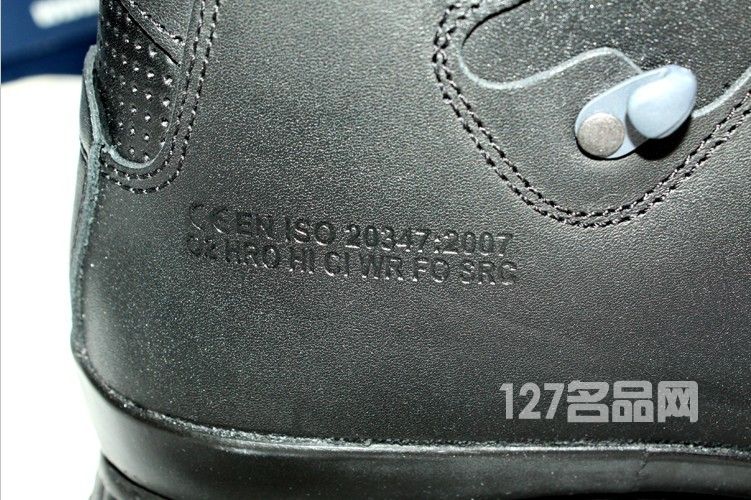 CE EN ISO 20347:2007
O2 HRO HI CI WR FO SRC
127名品网